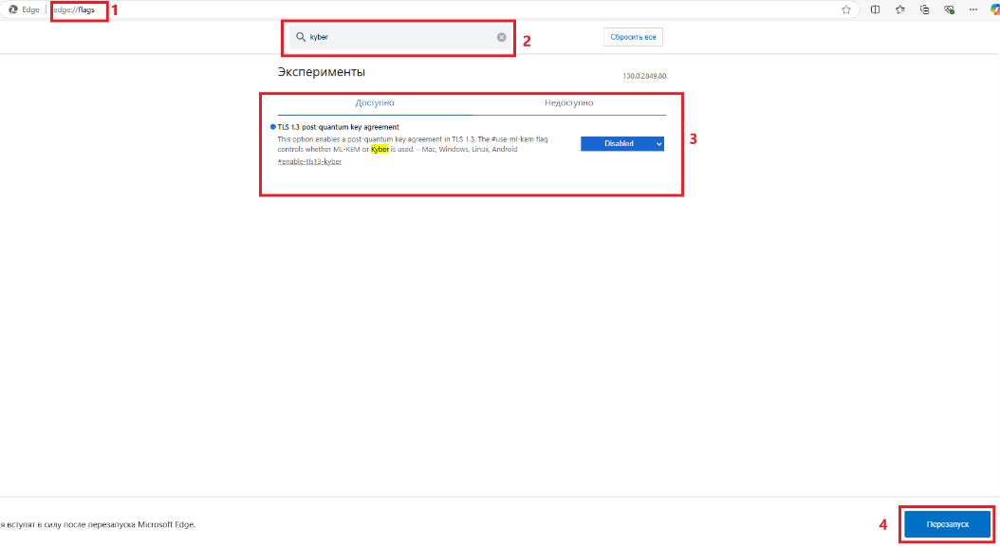 Edge edge://flags 1
kyber 2 Сбросить все
Эксперименты 130.0.2849.80
Доступно Недоступно
TLS 1.3 post-quantum key agreement
This option enables a post-quantum key agreement in TLS 1.3. The #use-ml-kem flag
controls whether ML-KEM or Kyber is used. – Mac, Windows, Linux, Android
#enable-tls13-kyber
Disabled 3
я вступят в силу после перезапуска Microsoft Edge. 4 Перезапуск